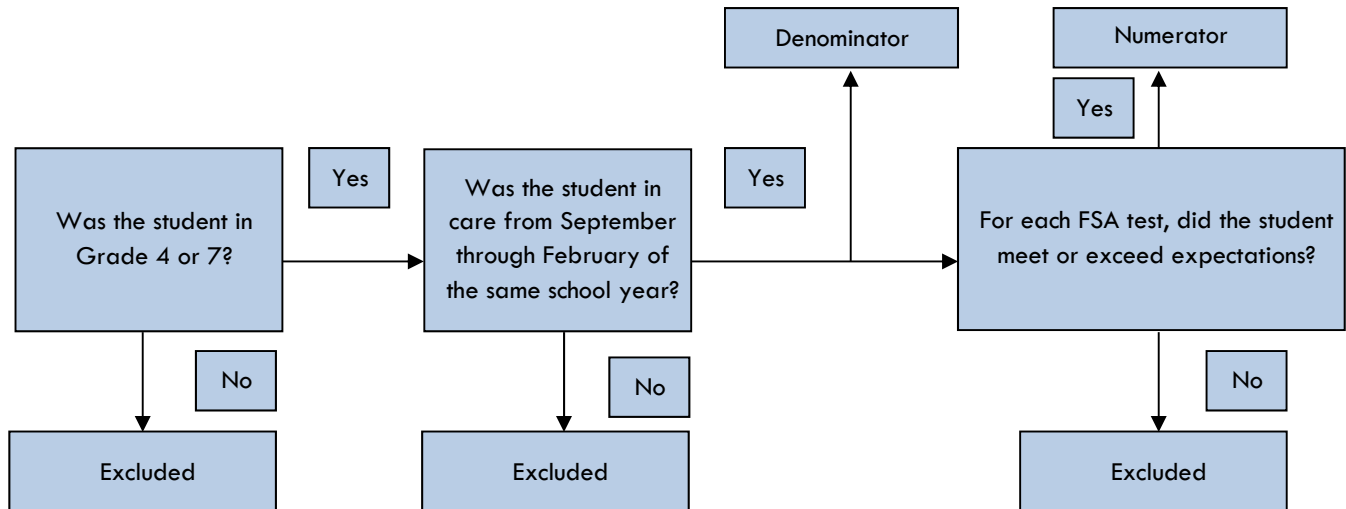 Denominator
Numerator
Yes
Was the student in
Grade 4 or 7?
Yes
Was the student in
care from September
through February of
the same school year?
Yes
For each FSA test, did the student
meet or exceed expectations?
No
No
No
Excluded
Excluded
Excluded